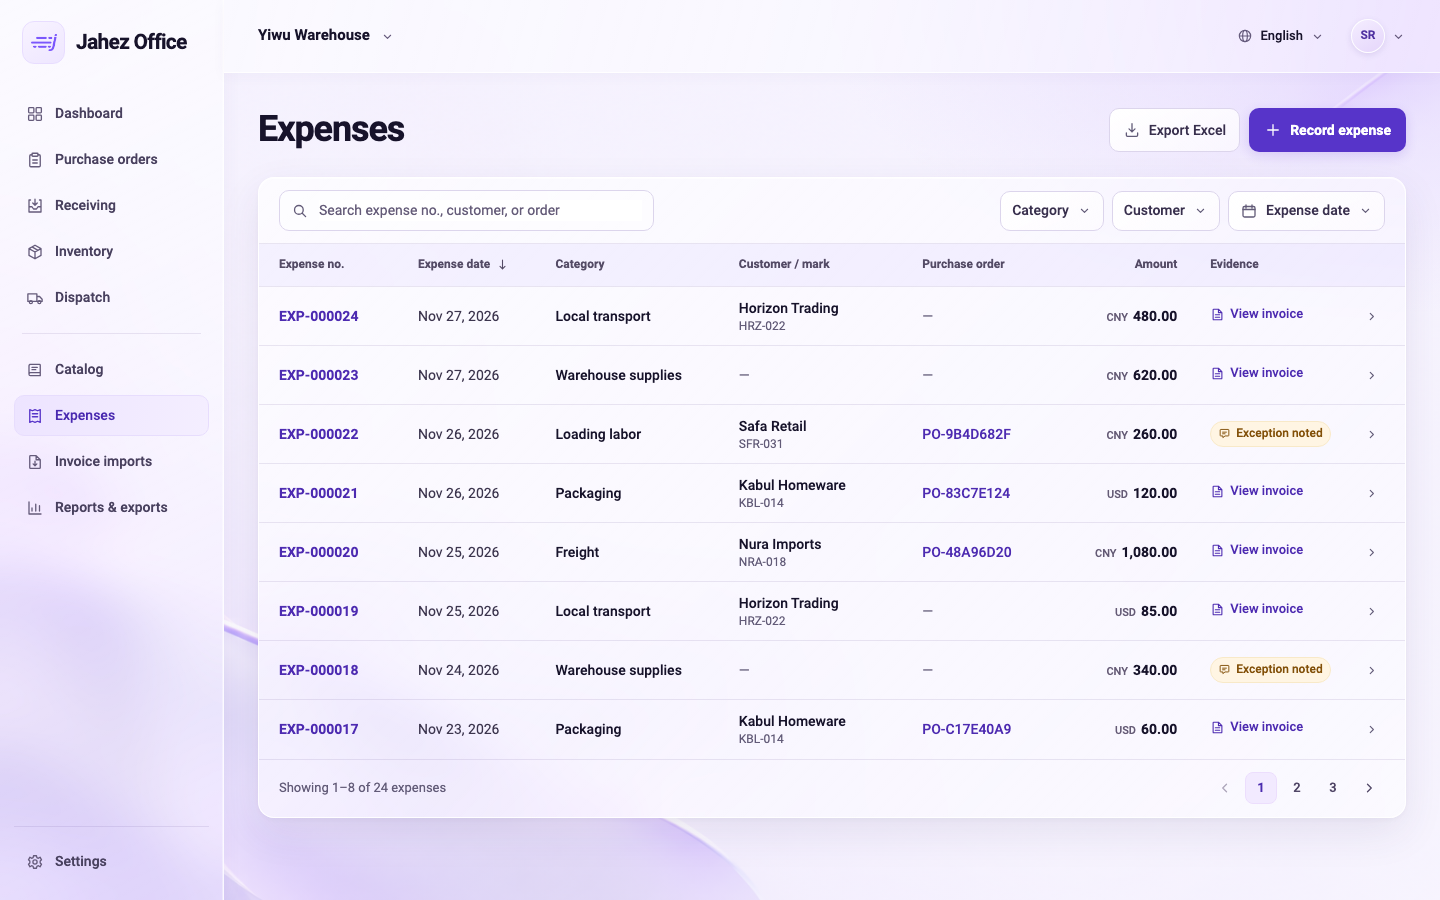 Jahez Office
Yiwu Warehouse
English
SR
Dashboard
Purchase orders
Receiving
Inventory
Dispatch
Catalog
Expenses
Invoice imports
Reports & exports
Settings
Expenses
Export Excel
Record expense
Search expense no., customer, or order
Category
Customer
Expense date
Expense no. Expense date ↓ Category Customer / mark Purchase order Amount Evidence
EXP-000024 Nov 27, 2026 Local transport Horizon Trading — CNY 480.00 View invoice
HRZ-022
EXP-000023 Nov 27, 2026 Warehouse supplies — — CNY 620.00 View invoice
EXP-000022 Nov 26, 2026 Loading labor Safa Retail PO-9B4D682F CNY 260.00 Exception noted
SFR-031
EXP-000021 Nov 26, 2026 Packaging Kabul Homeware PO-83C7E124 USD 120.00 View invoice
KBL-014
EXP-000020 Nov 25, 2026 Freight Nura Imports PO-48A96D20 CNY 1,080.00 View invoice
NRA-018
EXP-000019 Nov 25, 2026 Local transport Horizon Trading — USD 85.00 View invoice
HRZ-022
EXP-000018 Nov 24, 2026 Warehouse supplies — — CNY 340.00 Exception noted
EXP-000017 Nov 23, 2026 Packaging Kabul Homeware PO-C17E40A9 USD 60.00 View invoice
KBL-014
Showing 1–8 of 24 expenses
1 2 3